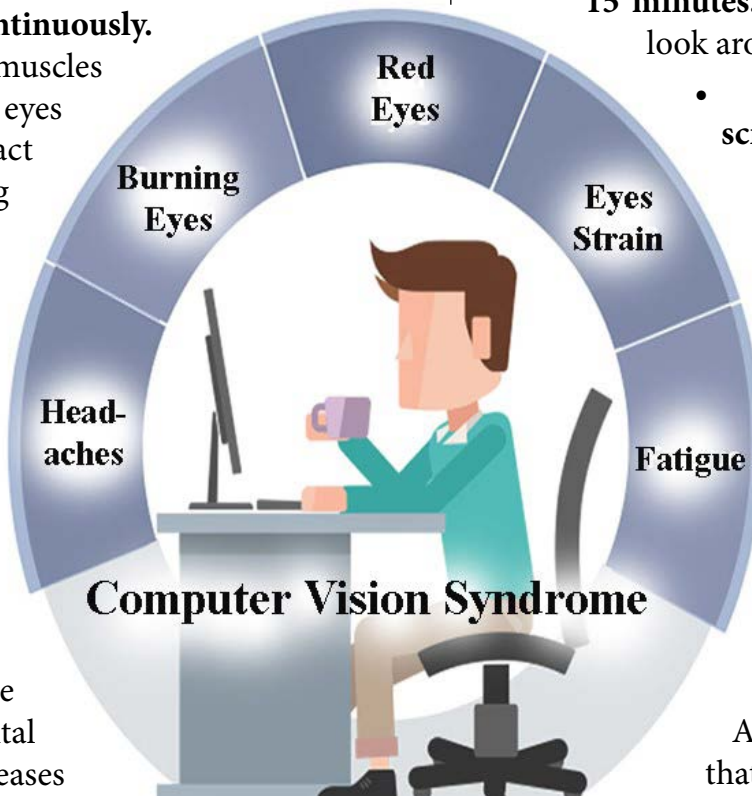 ntinuously.
muscles
eyes
act
g
15 minutes.
look aro
•
sc
Red
Eyes
Burning
Eyes
Eyes
Strain
Head-
aches
Fatigue
Computer Vision Syndrome
e
tal
eases
A
that